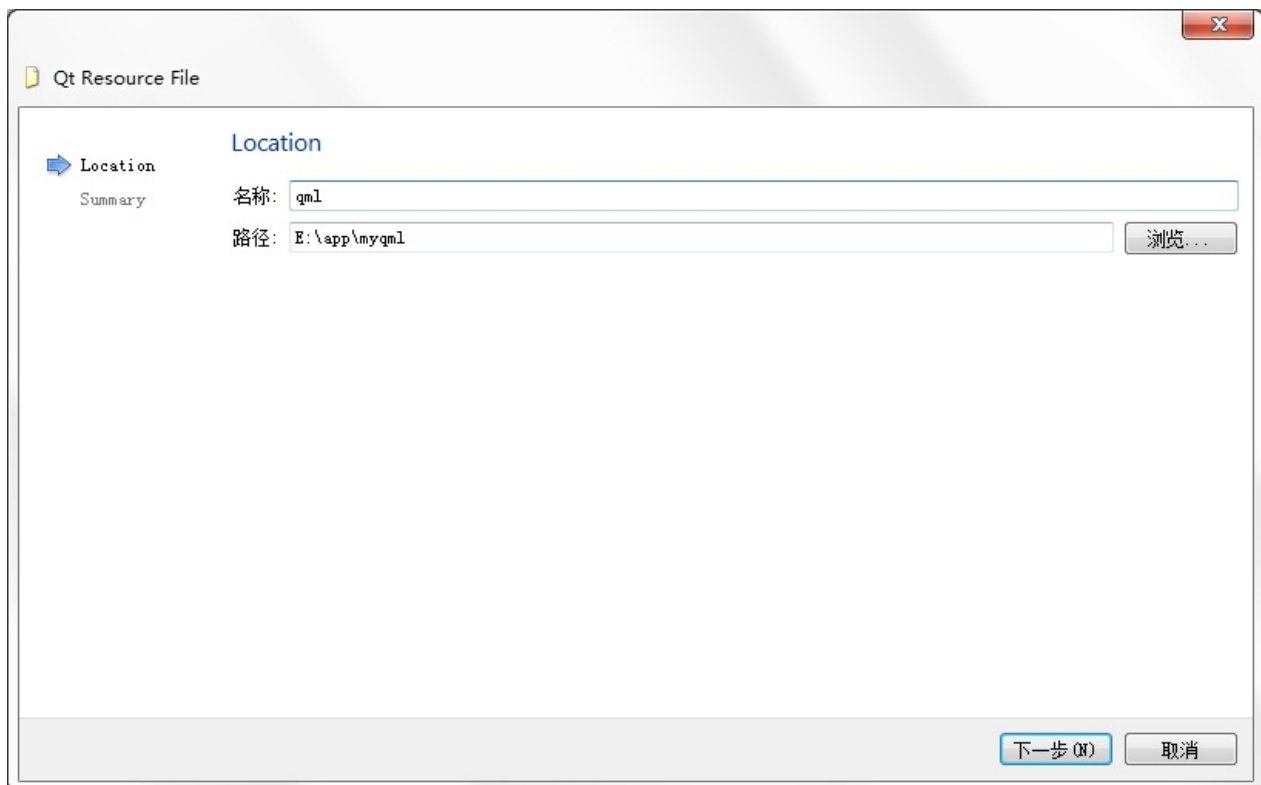 Qt Resource File
Location
Location
Summary
名称: qml
路径: E:\app\myqml 浏览...
下一步(N) 取消